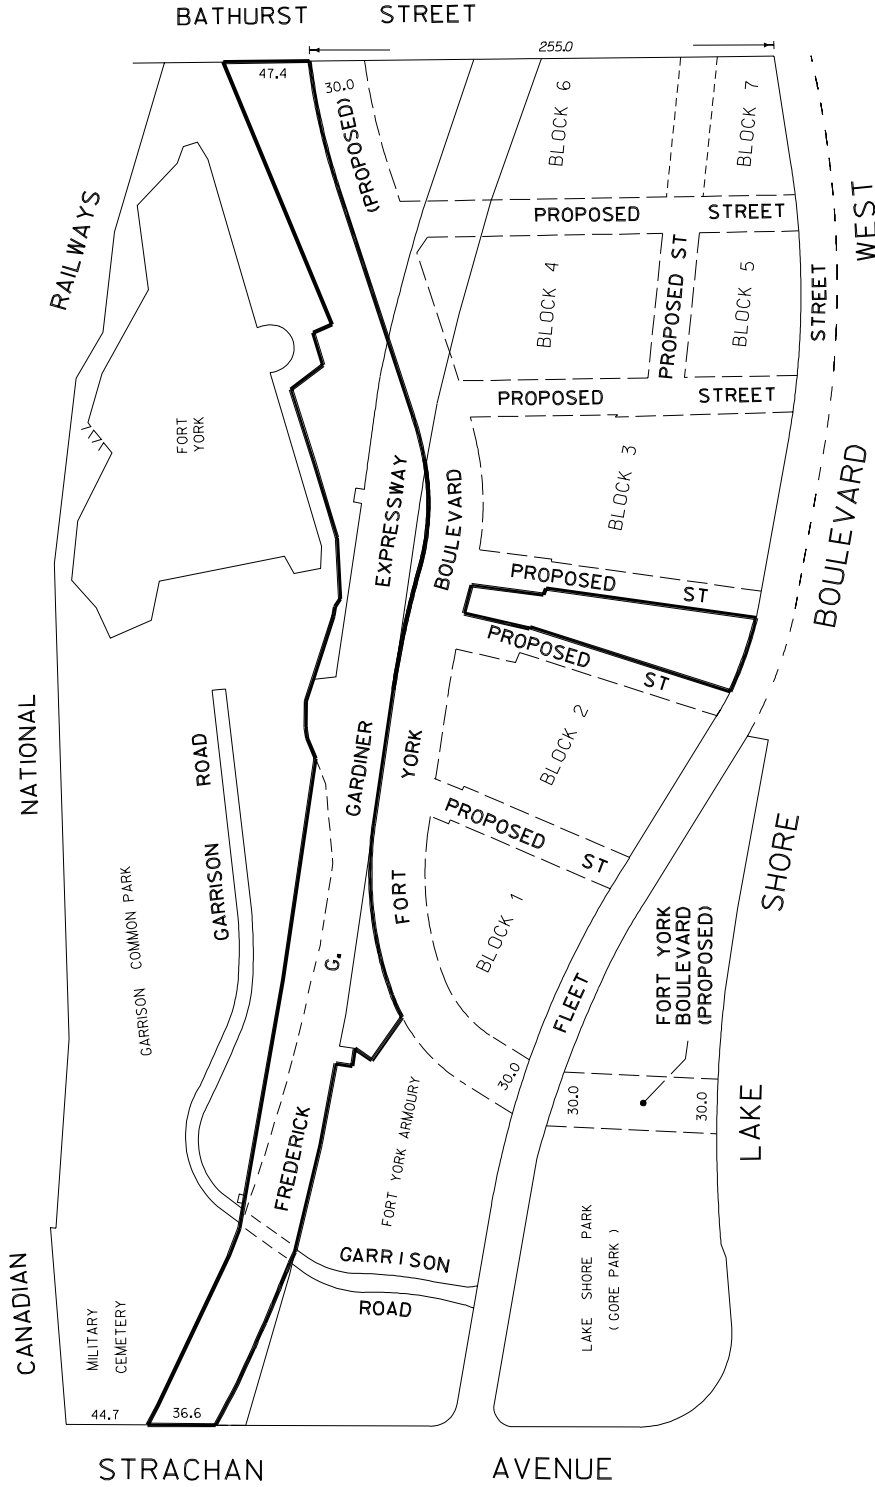 BATHURST STREET
255.0
47.4
30.0
(PROPOSED)
BLOCK 6
BLOCK 7
RAILWAYS
PROPOSED STREET
WEST
BLOCK 4
PROPOSED ST
BLOCK 5
STREET
PROPOSED STREET
FORT
YORK
BLOCK 3
EXPRESSWAY
BOULEVARD
BOULEVARD
PROPOSED ST
PROPOSED ST
NATIONAL
ROAD
GARDINER
YORK
BLOCK 2
PROPOSED ST
SHORE
GARRISON
FORT
GARRISON COMMON PARK
G.
BLOCK 1
FLEET
FORT YORK
BOULEVARD
(PROPOSED)
30.0
30.0
30.0
LAKE
FREDERICK
FORT YORK ARMOURY
GARRISON
ROAD
LAKE SHORE PARK
( GORE PARK )
CANADIAN
MILITARY
CEMETERY
44.7
36.6
STRACHAN AVENUE